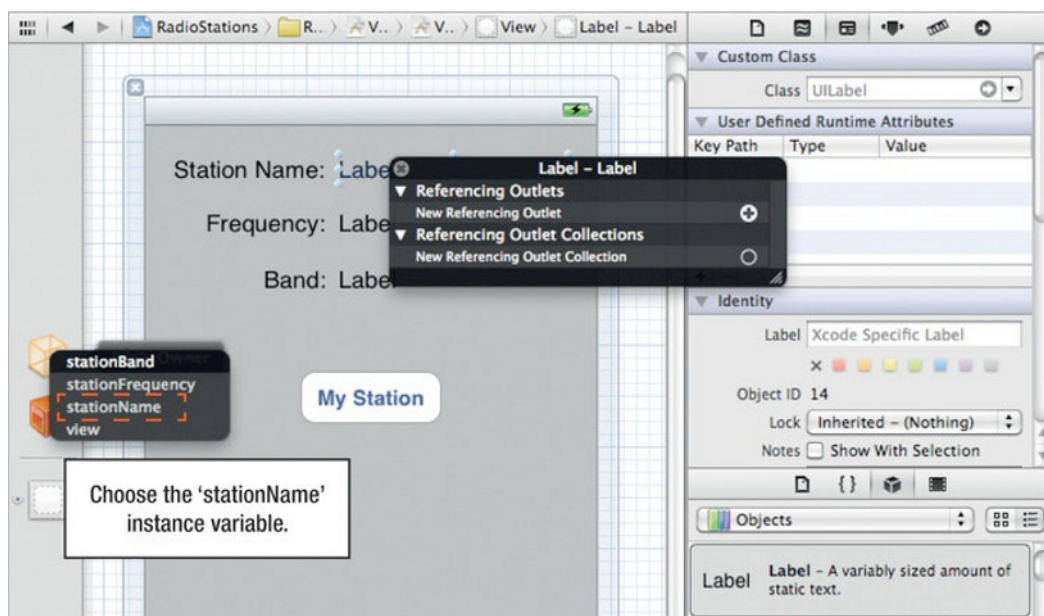 RadioStations R.. V.. V.. View Label – Label
Custom Class
Class UILabel
User Defined Runtime Attributes
Key Path Type Value
Station Name: Labe
Label – Label
Referencing Outlets
New Referencing Outlet
Referencing Outlet Collections
New Referencing Outlet Collection
Frequency: Labe
Band: Label
Identity
Label Xcode Specific Label
Object ID 14
Lock Inherited – (Nothing)
Notes Show With Selection
Owner
stationBand
stationFrequency
stationName
view
My Station
Choose the ‘stationName’
instance variable.
{}
Objects
Label
Label – A variably sized amount of
static text.